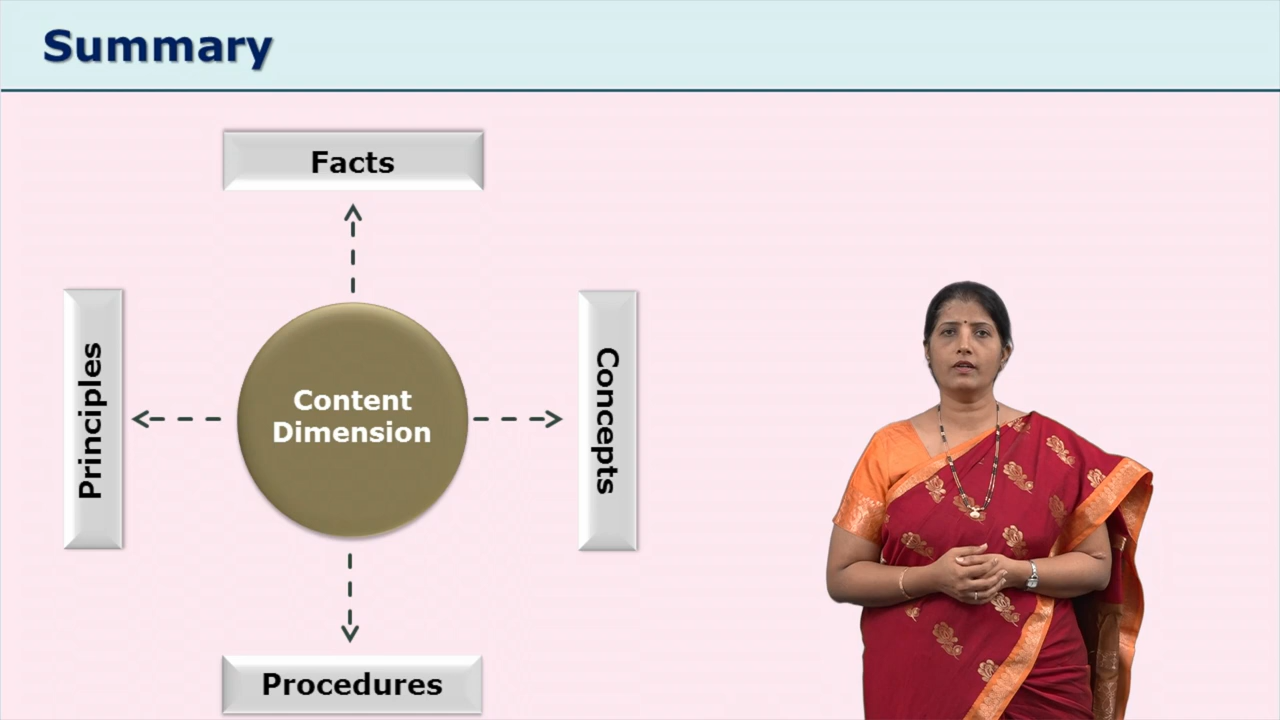 Summary
Facts
Principles
Content
Dimension
Concepts
Procedures